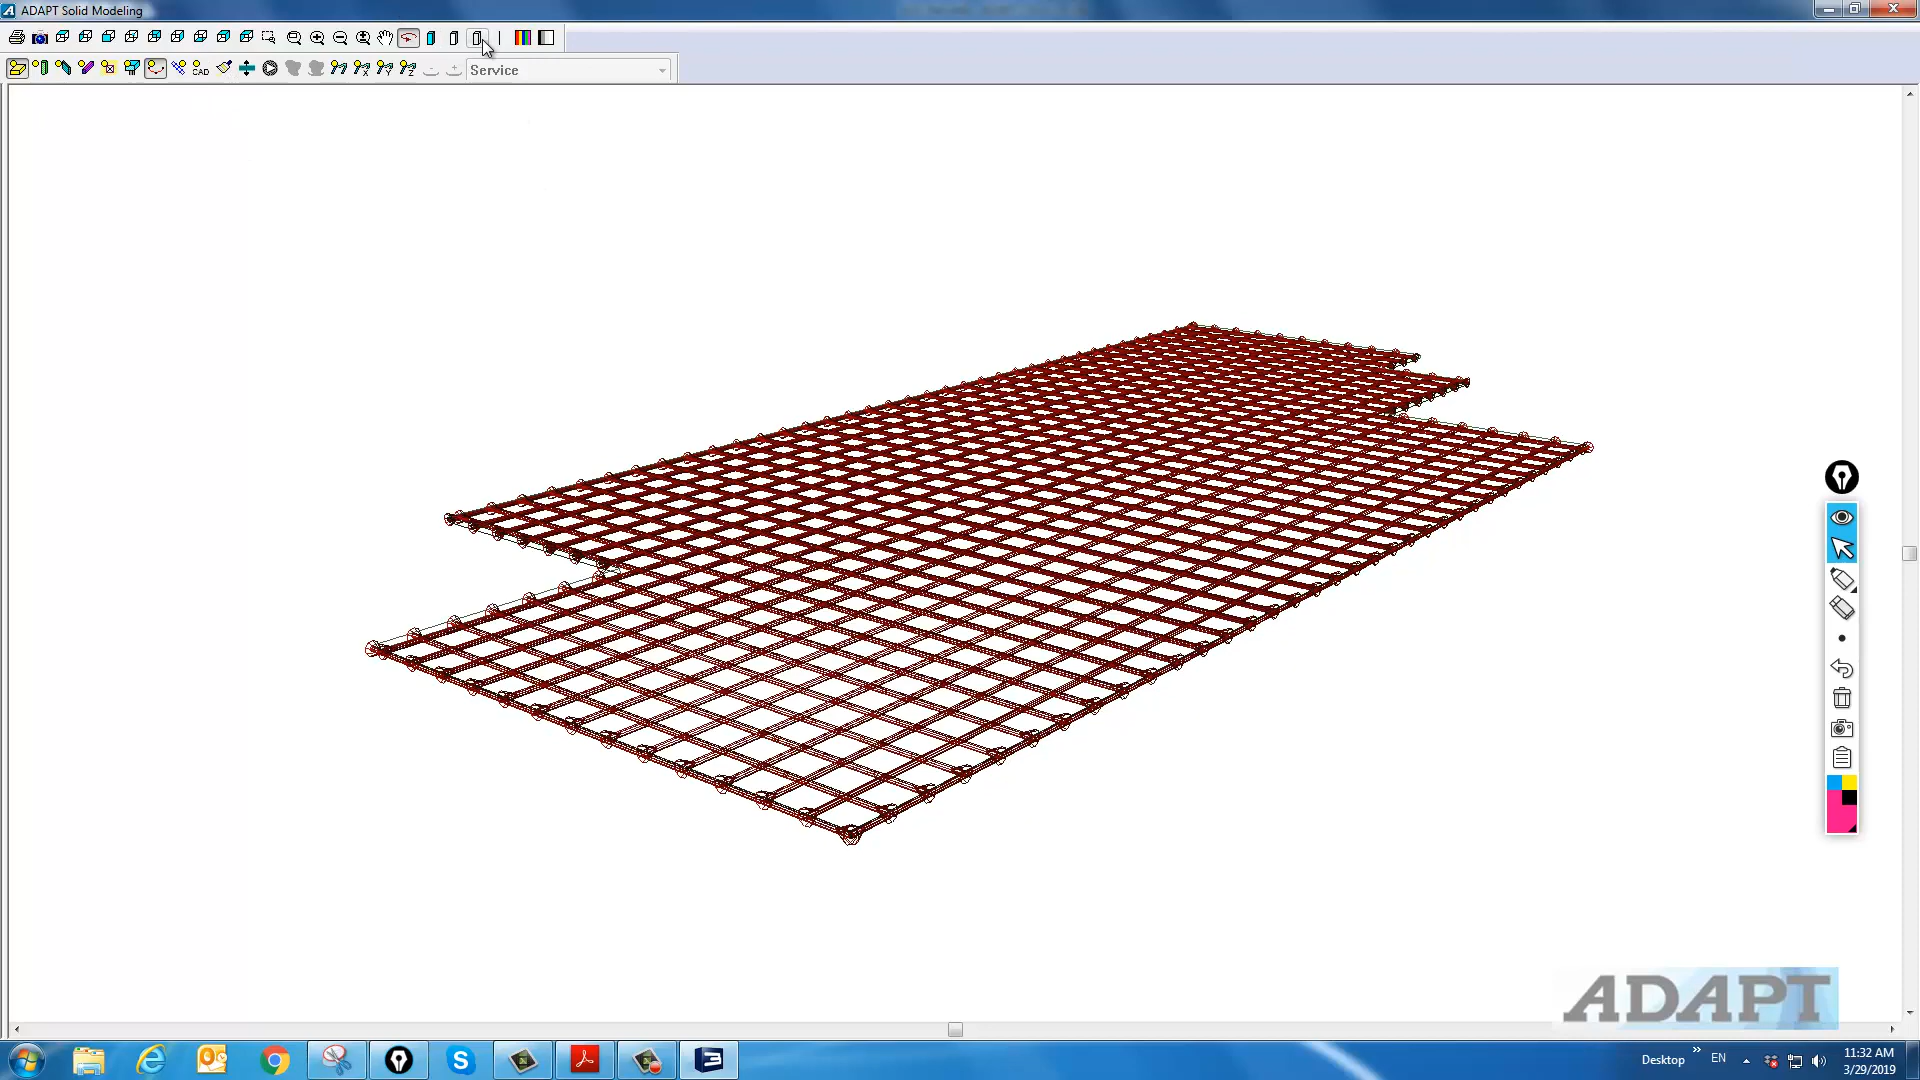 ADAPT Solid Modeling
CAD
Service
ADAPT
Desktop
EN
11:32 AM
3/29/2019